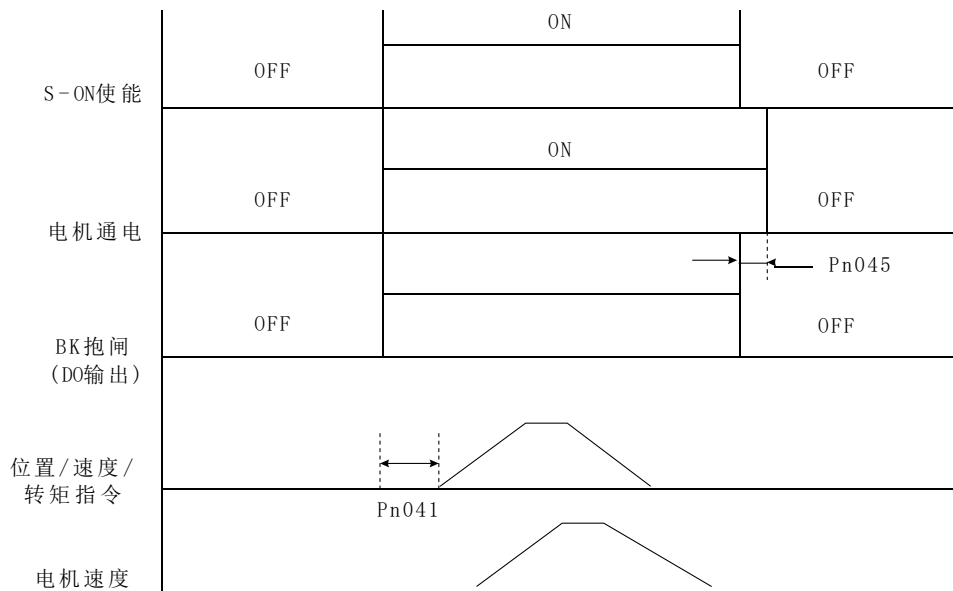 ON
OFF
OFF
S-ON使能
ON
OFF
OFF
电机通电
Pn045
OFF
OFF
BK抱闸
(DO输出)
位置/速度/
转矩指令
Pn041
电机速度